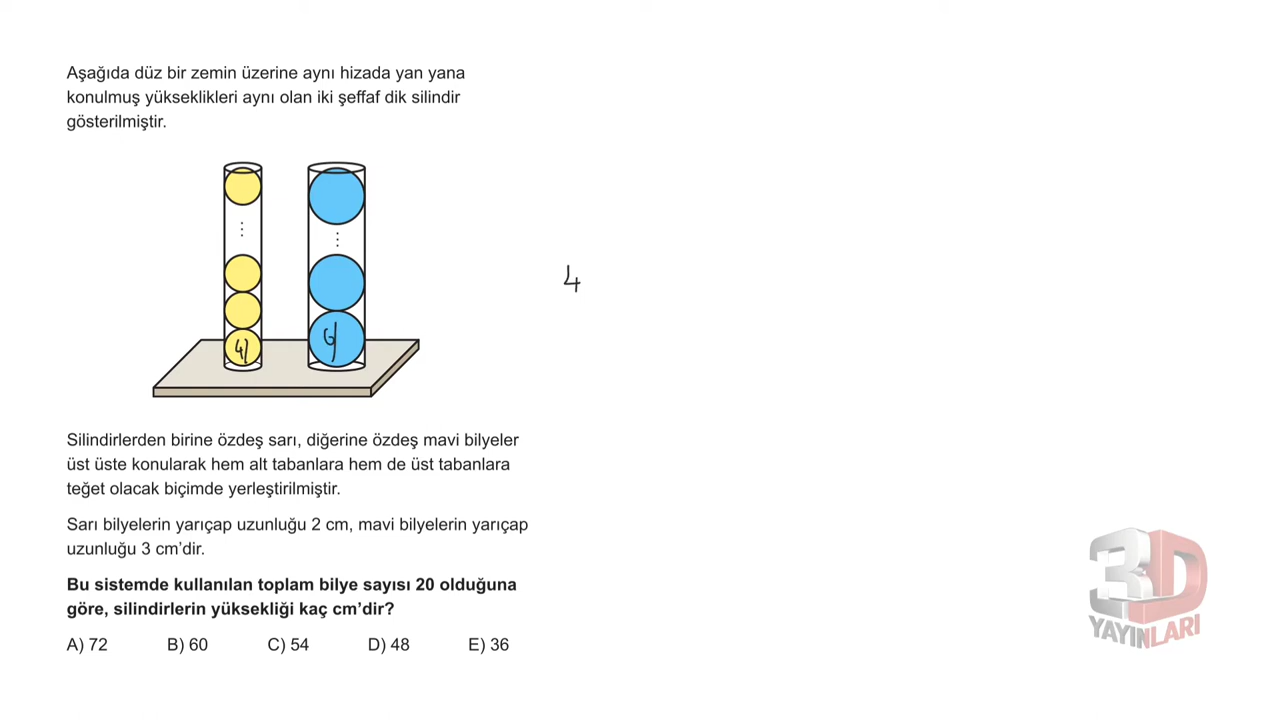 Aşağıda düz bir zemin üzerine aynı hizada yan yana
konulmuş yükseklikleri aynı olan iki şeffaf dik silindir
gösterilmiştir.
4
4
6
Silindirlerden birine özdeş sarı, diğerine özdeş mavi bilyeler
üst üste konularak hem alt tabanlara hem de üst tabanlara
teğet olacak biçimde yerleştirilmiştir.
Sarı bilyelerin yarıçap uzunluğu 2 cm, mavi bilyelerin yarıçap
uzunluğu 3 cm'dir.
Bu sistemde kullanılan toplam bilye sayısı 20 olduğuna
göre, silindirlerin yüksekliği kaç cm'dir?
A) 72 B) 60 C) 54 D) 48 E) 36
3D
YAYINLARI